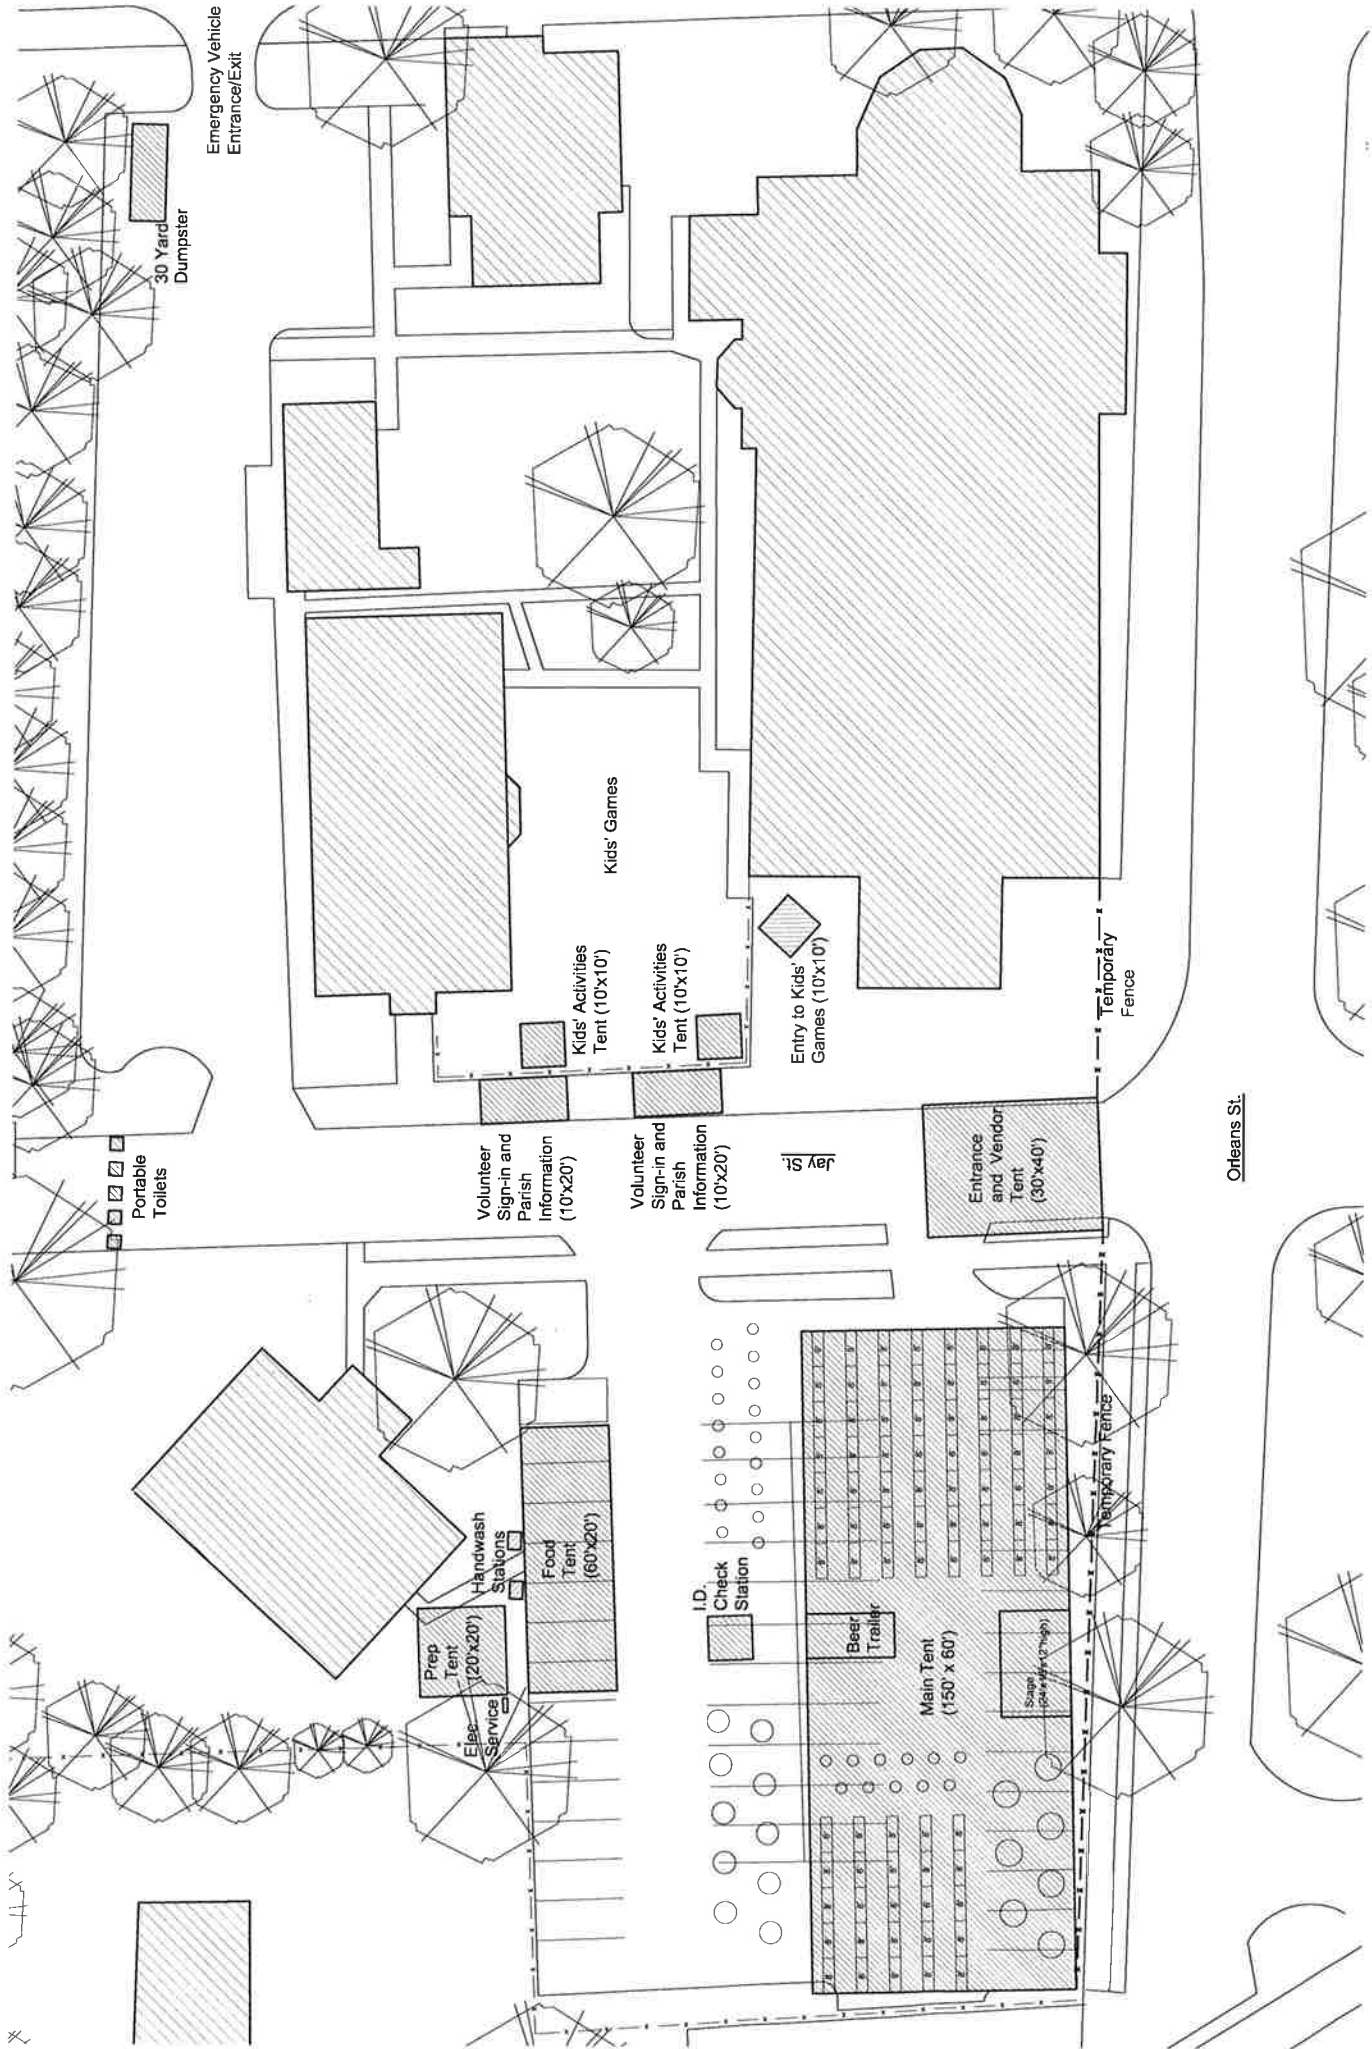 Emergency Vehicle
Entrance/Exit
30 Yard
Dumpster
Portable
Toilets
Kids' Games
Kids' Activities
Tent (10'x10')
Kids' Activities
Tent (10'x10')
Entry to Kids'
Games (10'x10')
Volunteer
Sign-in and
Parish
Information
(10'x20')
Volunteer
Sign-in and
Parish
Information
(10'x20')
Jay St.
Entrance
and Vendor
Tent
(30'x40')
Temporary
Fence
Orleans St.
Handwash
Stations
Food
Tent
(60'x20')
Prep
Tent
(20'x20')
Elec.
Service
I.D.
Check
Station
Beer
Trailer
Main Tent
(150' x 60')
Stage
Temporary Fence